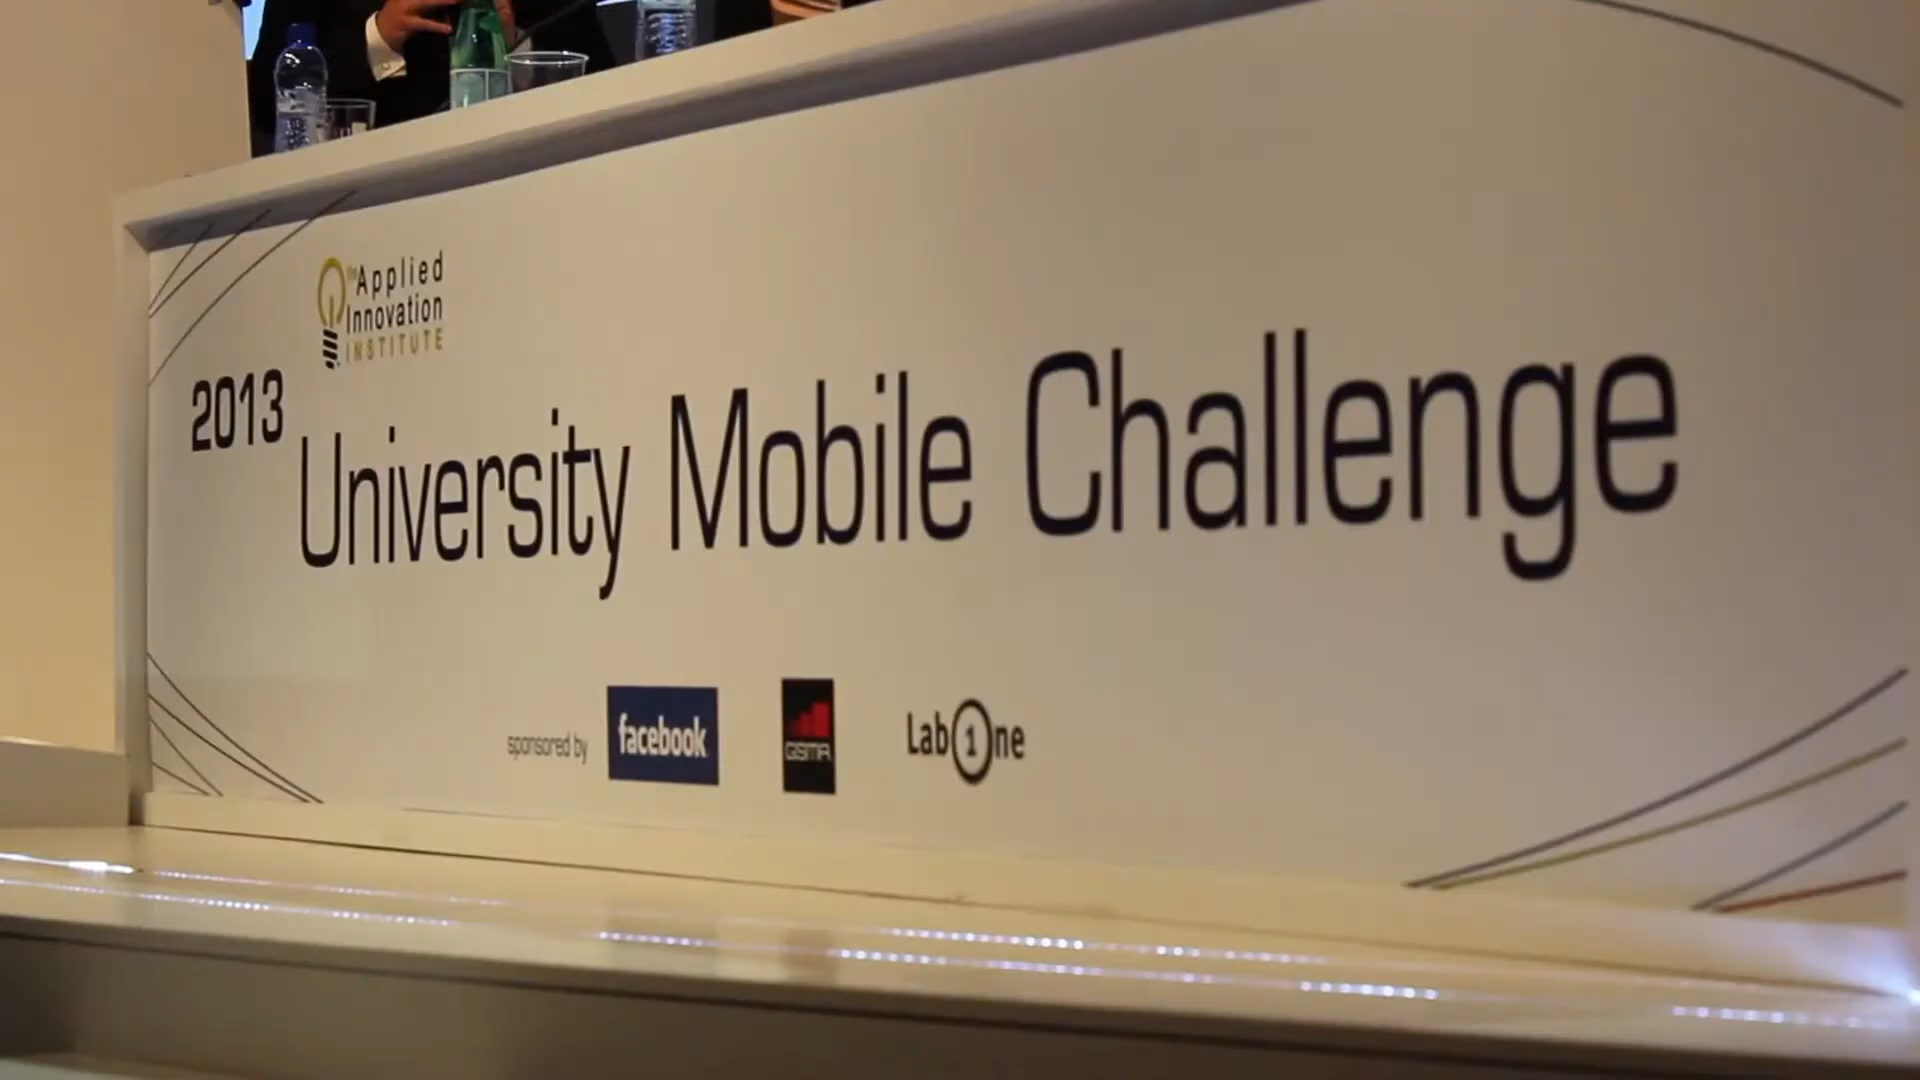 the Applied
Innovation
INSTITUTE
2013
University Mobile Challenge
sponsored by
facebook
GSMA
Lab1ne